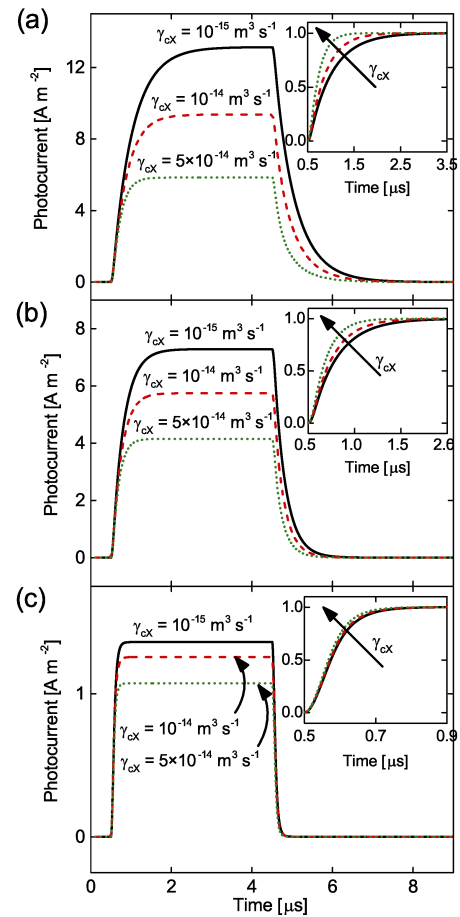 (a)
γcX = 10-15 m3 s-1
γcX = 10-14 m3 s-1
γcX = 5×10-14 m3 s-1
Photocurrent [A m-2]
12
8
4
0
1.0
0.5
0.0
γcX
0.5 1.5 2.5 3.5
Time [μs]
(b)
γcX = 10-15 m3 s-1
γcX = 10-14 m3 s-1
γcX = 5×10-14 m3 s-1
Photocurrent [A m-2]
8
6
4
2
0
1.0
0.5
0.0
γcX
0.5 1.0 1.5 2.0
Time [μs]
(c)
γcX = 10-15 m3 s-1
γcX = 10-14 m3 s-1
γcX = 5×10-14 m3 s-1
Photocurrent [A m-2]
1
0
1.0
0.5
0.0
γcX
0.5 0.7 0.9
Time [μs]
0 2 4 6 8
Time [μs]